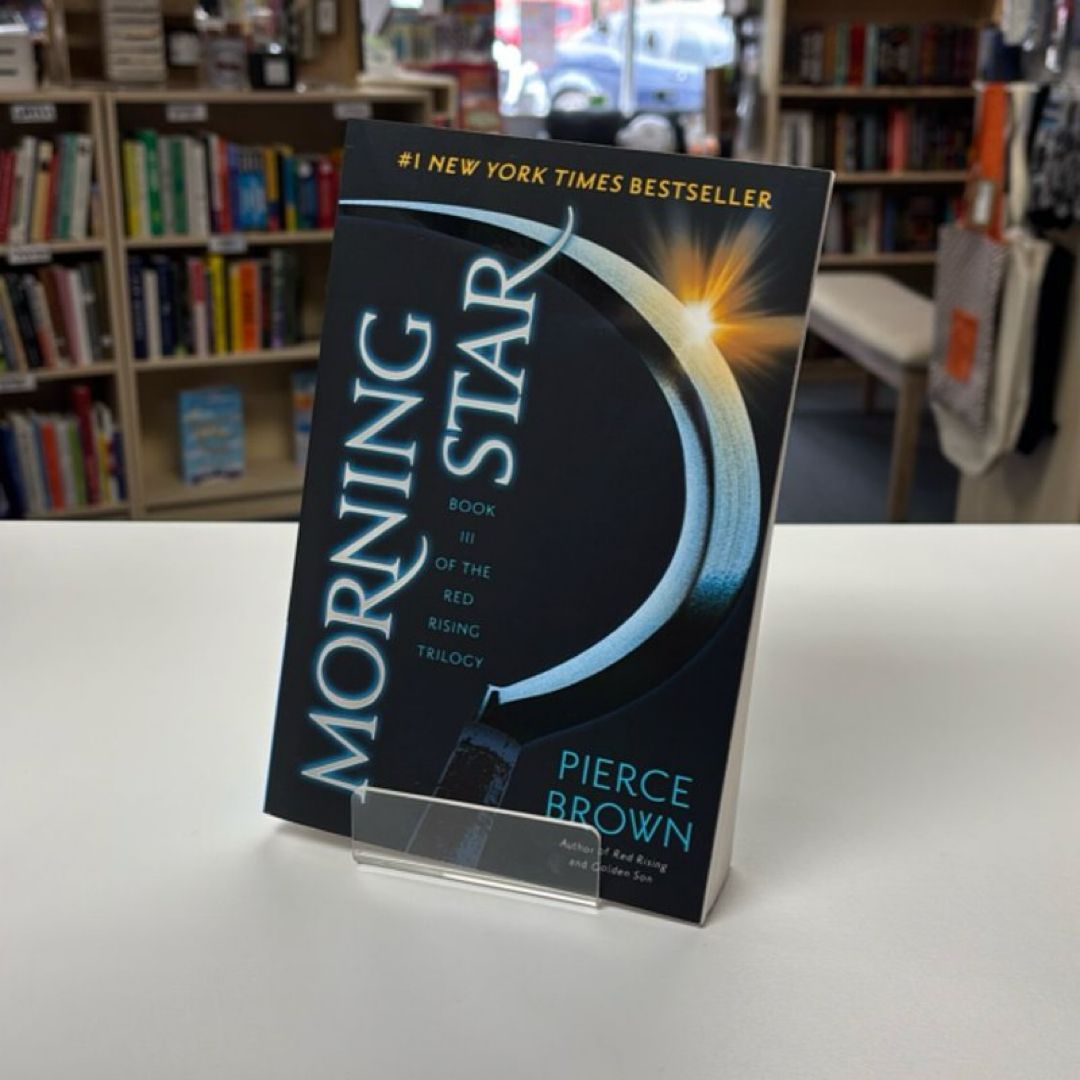 #1 NEW YORK TIMES BESTSELLER
MORNING
STAR
BOOK
III
OF THE
RED
RISING
TRILOGY
PIERCE
BROWN
Author of Red Rising
and Golden Son